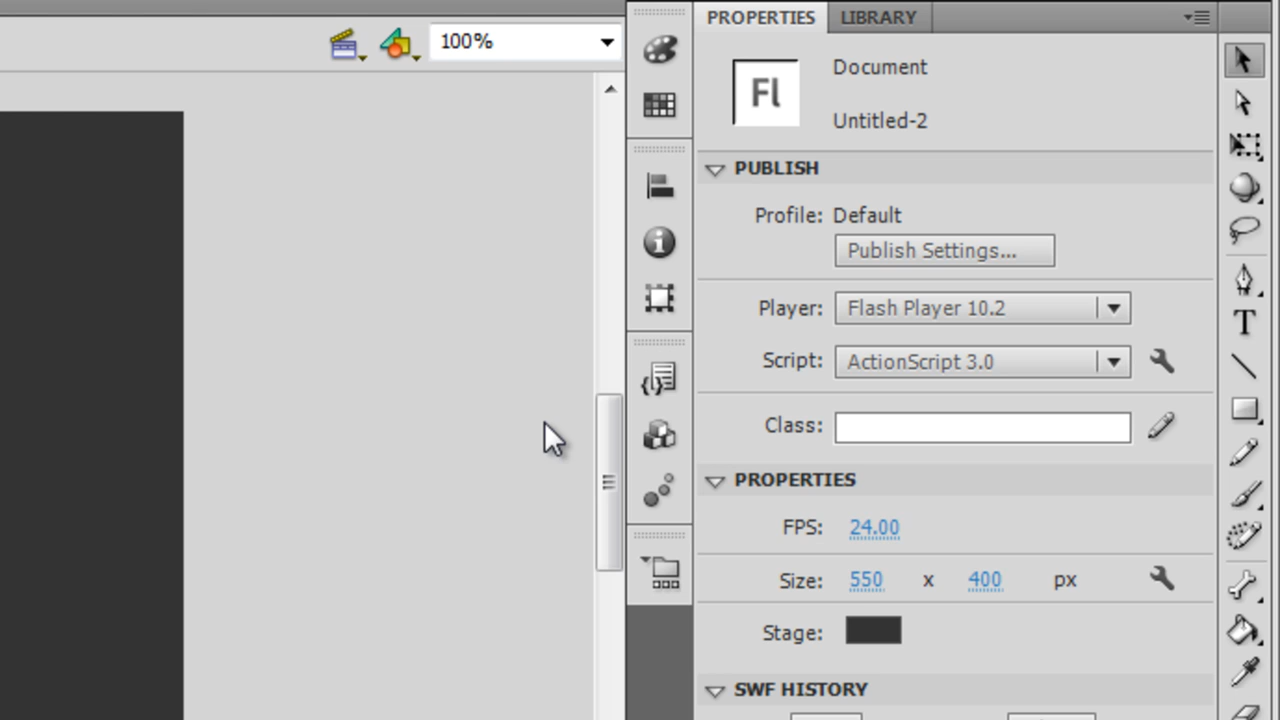 PROPERTIES LIBRARY
100%
Fl
Document
Untitled-2
PUBLISH
Profile: Default
Publish Settings...
Player: Flash Player 10.2
Script: ActionScript 3.0
Class:
PROPERTIES
FPS: 24.00
Size: 550 x 400 px
Stage:
SWF HISTORY